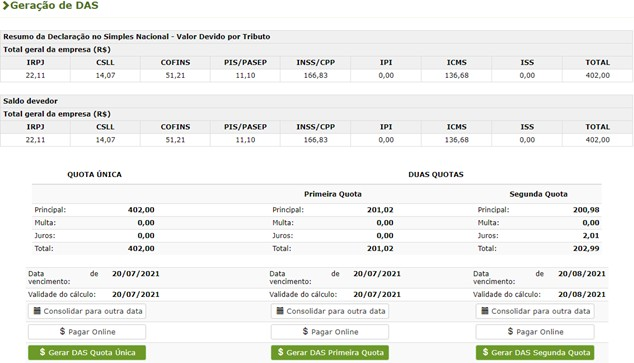 Geração de DAS
Resumo da Declaração no Simples Nacional - Valor Devido por Tributo
Total geral da empresa (R$)
IRPJ CSLL COFINS PIS/PASEP INSS/CPP IPI ICMS ISS TOTAL
22,11 14,07 51,21 11,10 166,83 0,00 136,68 0,00 402,00
Saldo devedor
Total geral da empresa (R$)
IRPJ CSLL COFINS PIS/PASEP INSS/CPP IPI ICMS ISS TOTAL
22,11 14,07 51,21 11,10 166,83 0,00 136,68 0,00 402,00
QUOTA ÚNICA DUAS QUOTAS
Primeira Quota Segunda Quota
Principal: 402,00 Principal: 201,02 Principal: 200,98
Multa: 0,00 Multa: 0,00 Multa: 0,00
Juros: 0,00 Juros: 0,00 Juros: 2,01
Total: 402,00 Total: 201,02 Total: 202,99
Data de 20/07/2021 Data de 20/07/2021 Data de 20/08/2021
vencimento: vencimento: vencimento:
Validade do cálculo: 20/07/2021 Validade do cálculo: 20/07/2021 Validade do cálculo: 20/08/2021
Consolidar para outra data Consolidar para outra data Consolidar para outra data
$ Pagar Online $ Pagar Online $ Pagar Online
$ Gerar DAS Quota Única $ Gerar DAS Primeira Quota $ Gerar DAS Segunda Quota